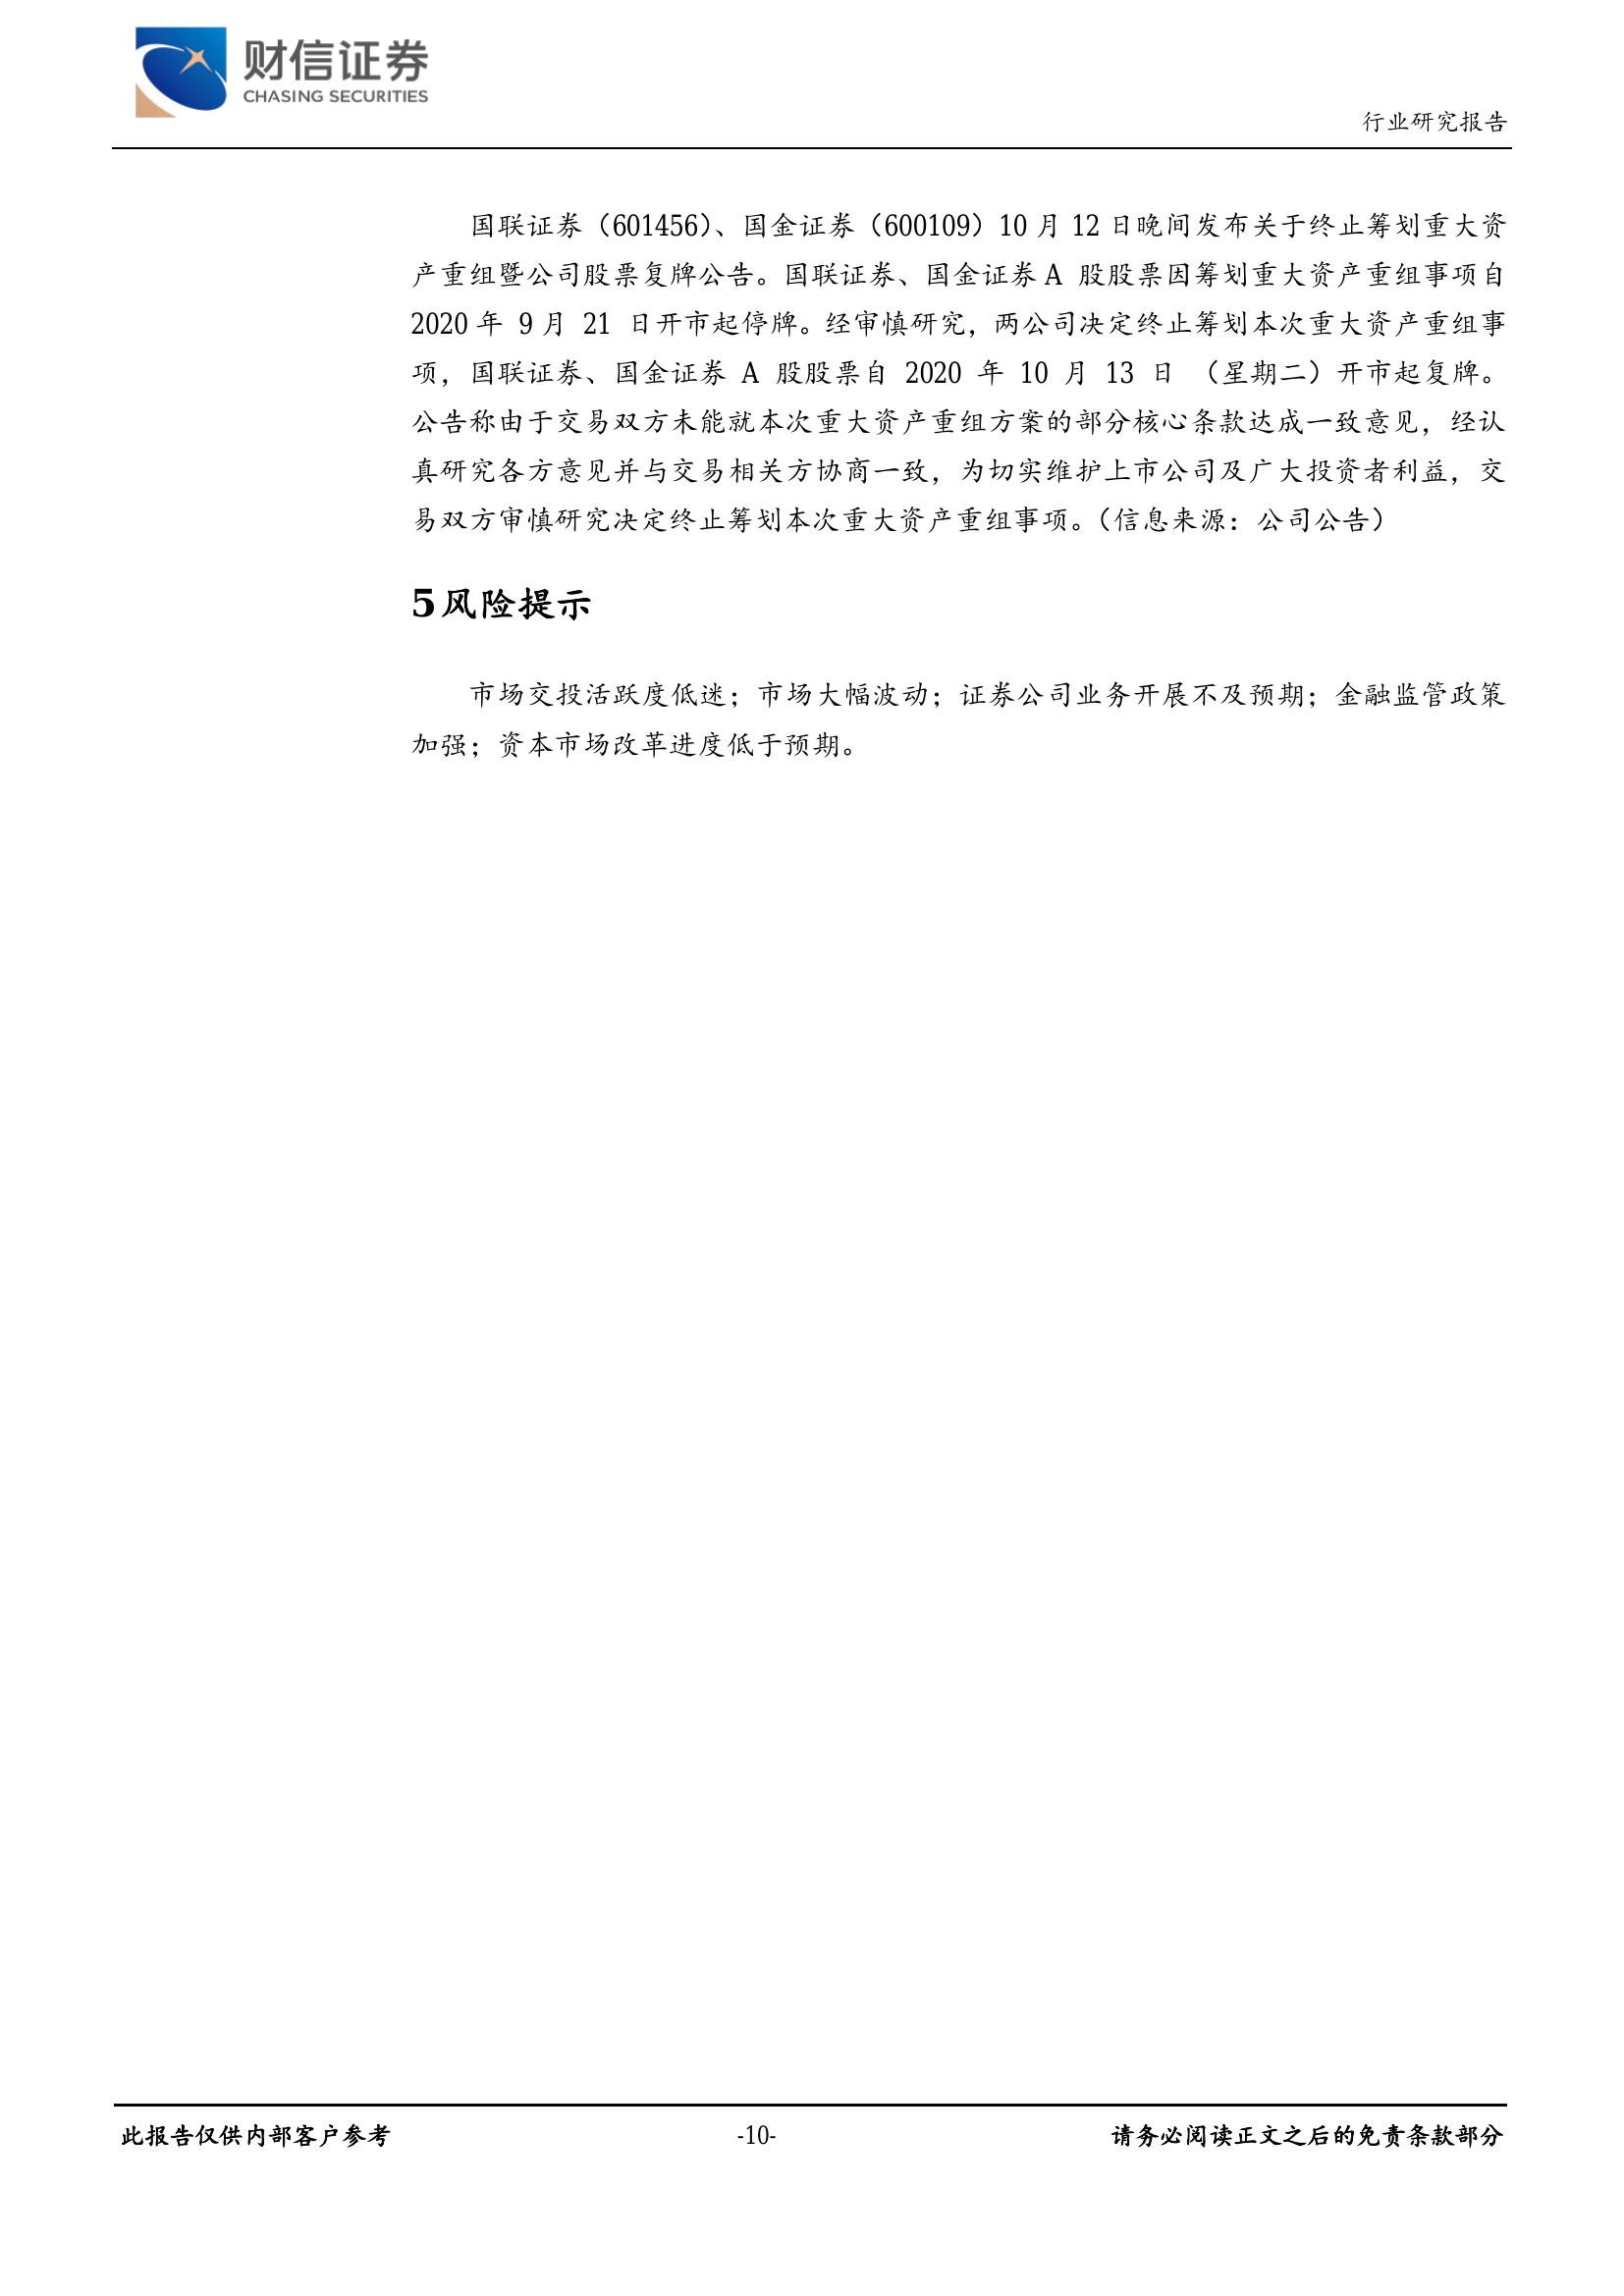 财信证券
CHASING SECURITIES
行业研究报告
国联证券（601456）、国金证券（600109）10 月 12 日晚间发布关于终止筹划重大资
产重组暨公司股票复牌公告。国联证券、国金证券 A 股股票因筹划重大资产重组事项自
2020 年 9 月 21 日开市起停牌。经审慎研究，两公司决定终止筹划本次重大资产重组事
项，国联证券、国金证券 A 股股票自 2020 年 10 月 13 日 （星期二）开市起复牌。
公告称由于交易双方未能就本次重大资产重组方案的部分核心条款达成一致意见，经认
真研究各方意见并与交易相关方协商一致，为切实维护上市公司及广大投资者利益，交
易双方审慎研究决定终止筹划本次重大资产重组事项。（信息来源：公司公告）
5 风险提示
市场交投活跃度低迷；市场大幅波动；证券公司业务开展不及预期；金融监管政策
加强；资本市场改革进度低于预期。
此报告仅供内部客户参考
-10-
请务必阅读正文之后的免责条款部分